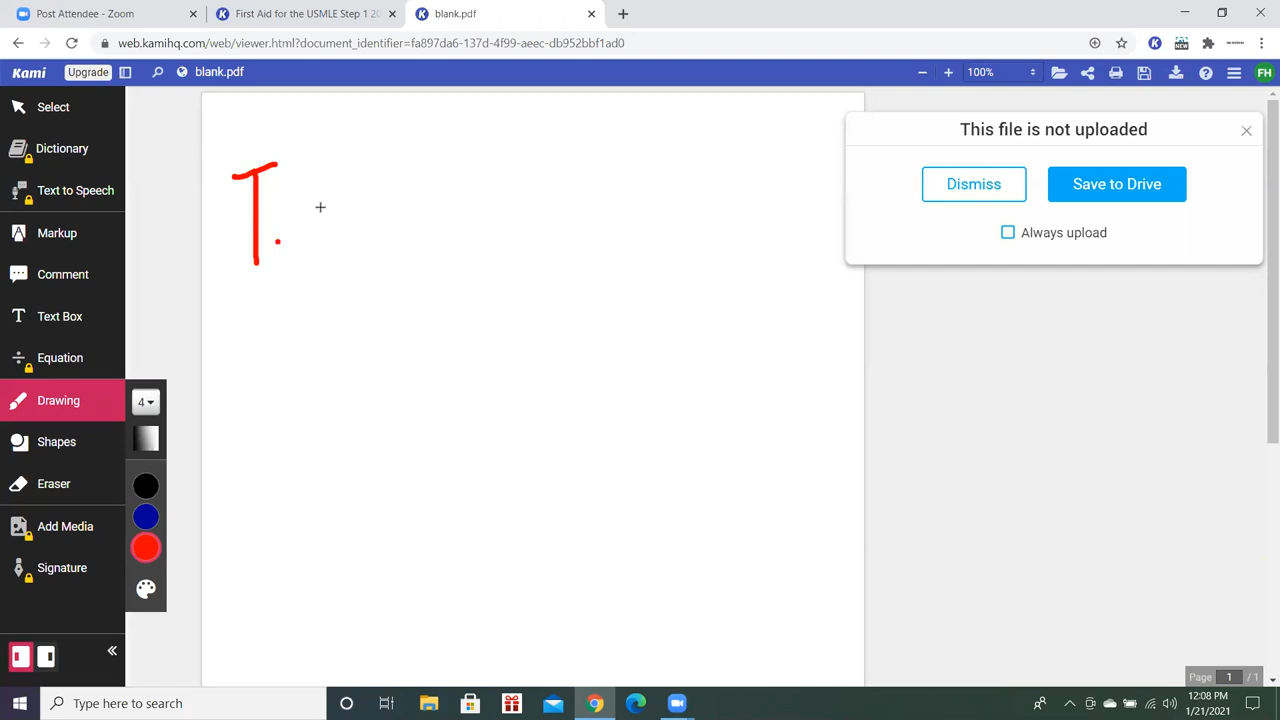 Post Attendee - Zoom
First Aid for the USMLE Step 1 20
blank.pdf
web.kamihq.com/web/viewer.html?document_identifier=fa897da6-137d-4f99-aeec-db952bbf1ad0
NEW
Kami
Upgrade
blank.pdf
100%
FH
Select
Dictionary
Text to Speech
Markup
Comment
Text Box
Equation
Drawing
Shapes
Eraser
Add Media
Signature
4
T.
This file is not uploaded
Dismiss
Save to Drive
Always upload
Page 1 / 1
Type here to search
12:08 PM
1/21/2021